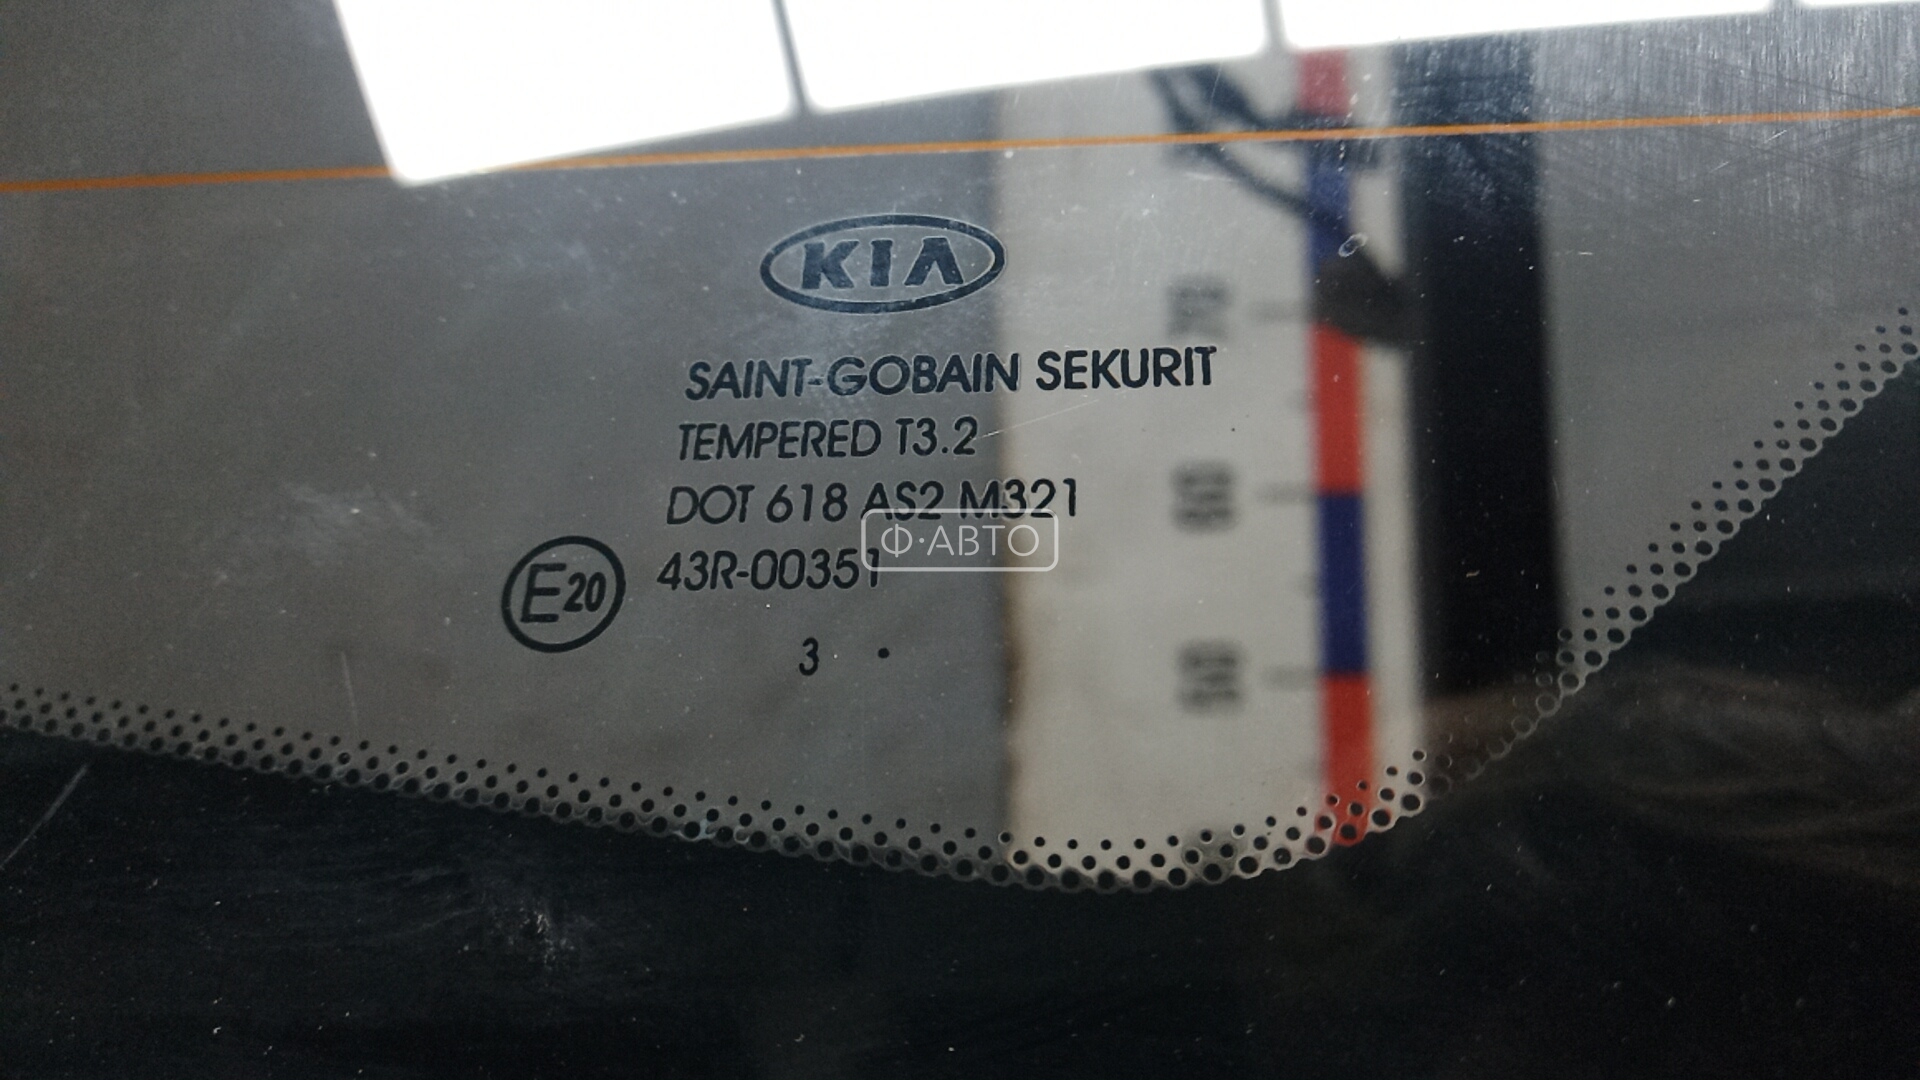 KIA
SAINT-GOBAIN SEKURIT
TEMPERED T3.2
DOT 618 AS2 M321
Ф·АВТО
E20 43R-00351
3 •